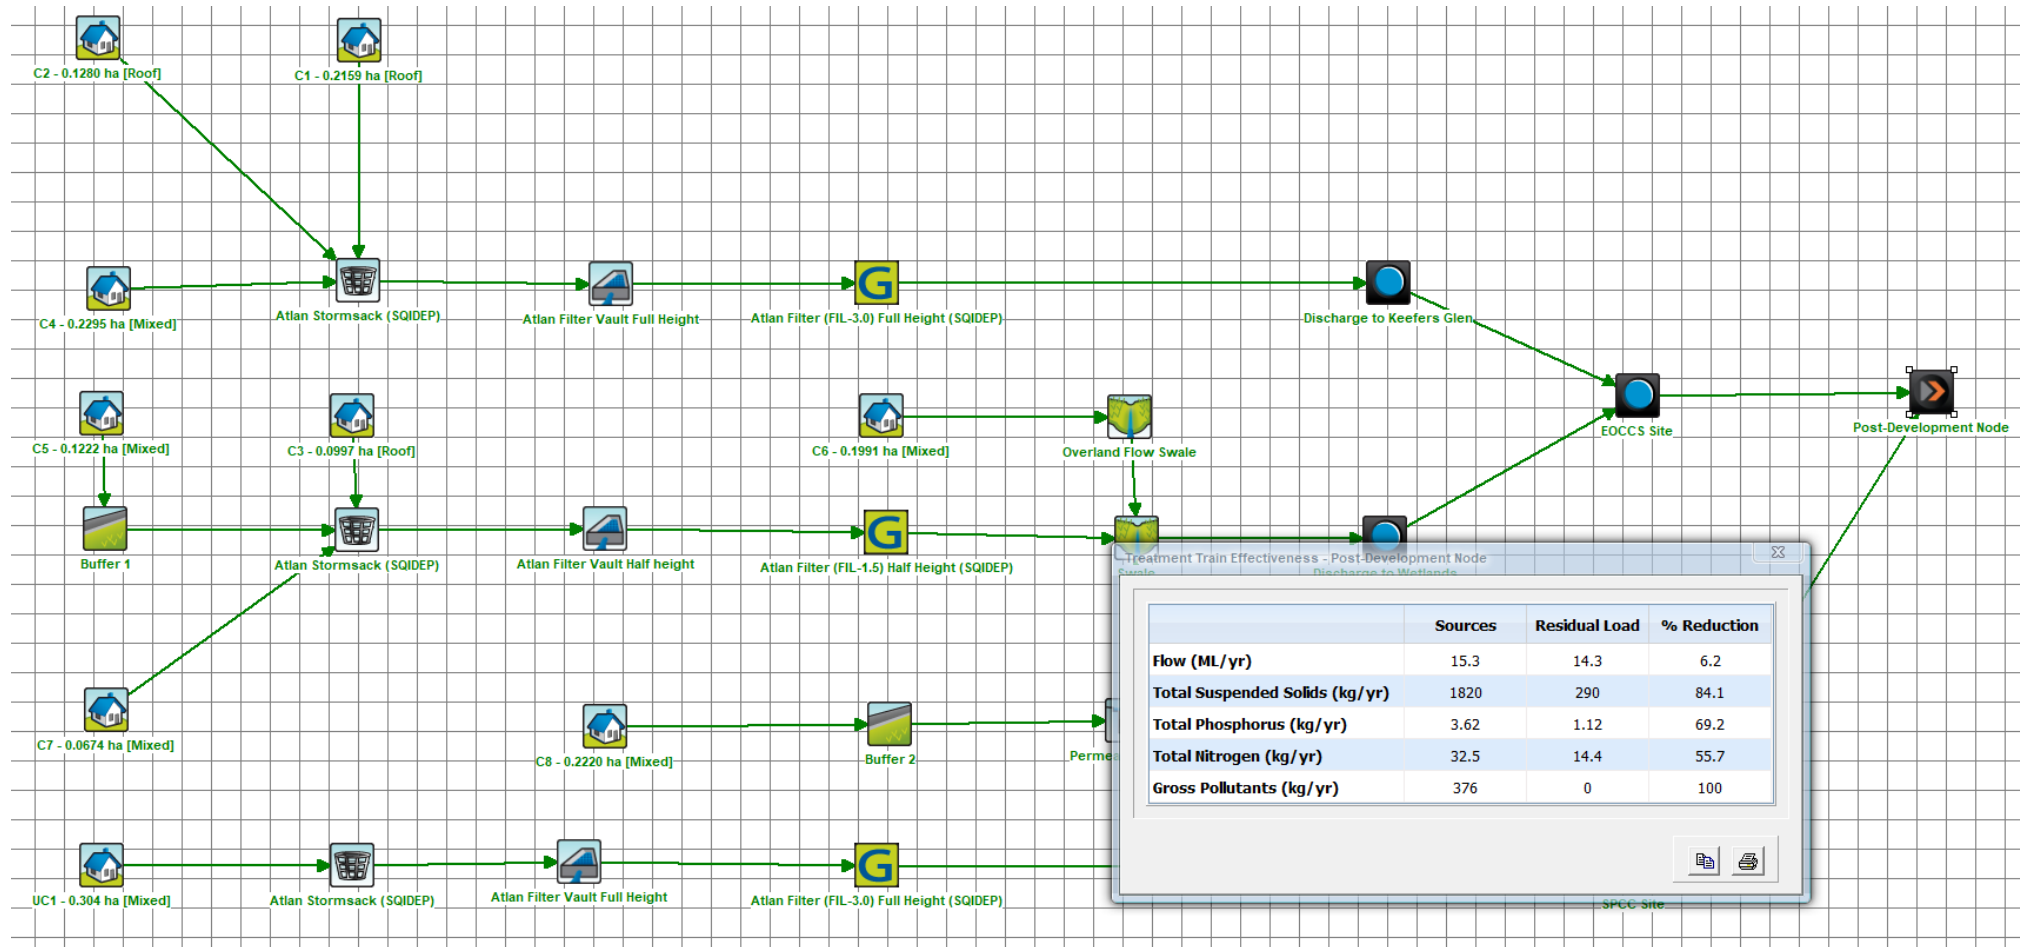 C2 - 0.1280 ha [Roof]
C1 - 0.2159 ha [Roof]
C4 - 0.2295 ha [Mixed]
Atlan Stormsack (SQIDEP)
Atlan Filter Vault Full Height
G
Atlan Filter (FIL-3.0) Full Height (SQIDEP)
Discharge to Keefers Glen
C5 - 0.1222 ha [Mixed]
C3 - 0.0997 ha [Roof]
C6 - 0.1991 ha [Mixed]
Overland Flow Swale
EOCCS Site
Post-Development Node
Buffer 1
Atlan Stormsack (SQIDEP)
Atlan Filter Vault Half height
G
Atlan Filter (FIL-1.5) Half Height (SQIDEP)
Swale
Discharge to Wetlands
C7 - 0.0674 ha [Mixed]
C8 - 0.2220 ha [Mixed]
Buffer 2
Permea
UC1 - 0.304 ha [Mixed]
Atlan Stormsack (SQIDEP)
Atlan Filter Vault Full Height
G
Atlan Filter (FIL-3.0) Full Height (SQIDEP)
SPCC Site
Treatment Train Effectiveness - Post-Development Node
Sources Residual Load % Reduction
Flow (ML/yr) 15.3 14.3 6.2
Total Suspended Solids (kg/yr) 1820 290 84.1
Total Phosphorus (kg/yr) 3.62 1.12 69.2
Total Nitrogen (kg/yr) 32.5 14.4 55.7
Gross Pollutants (kg/yr) 376 0 100